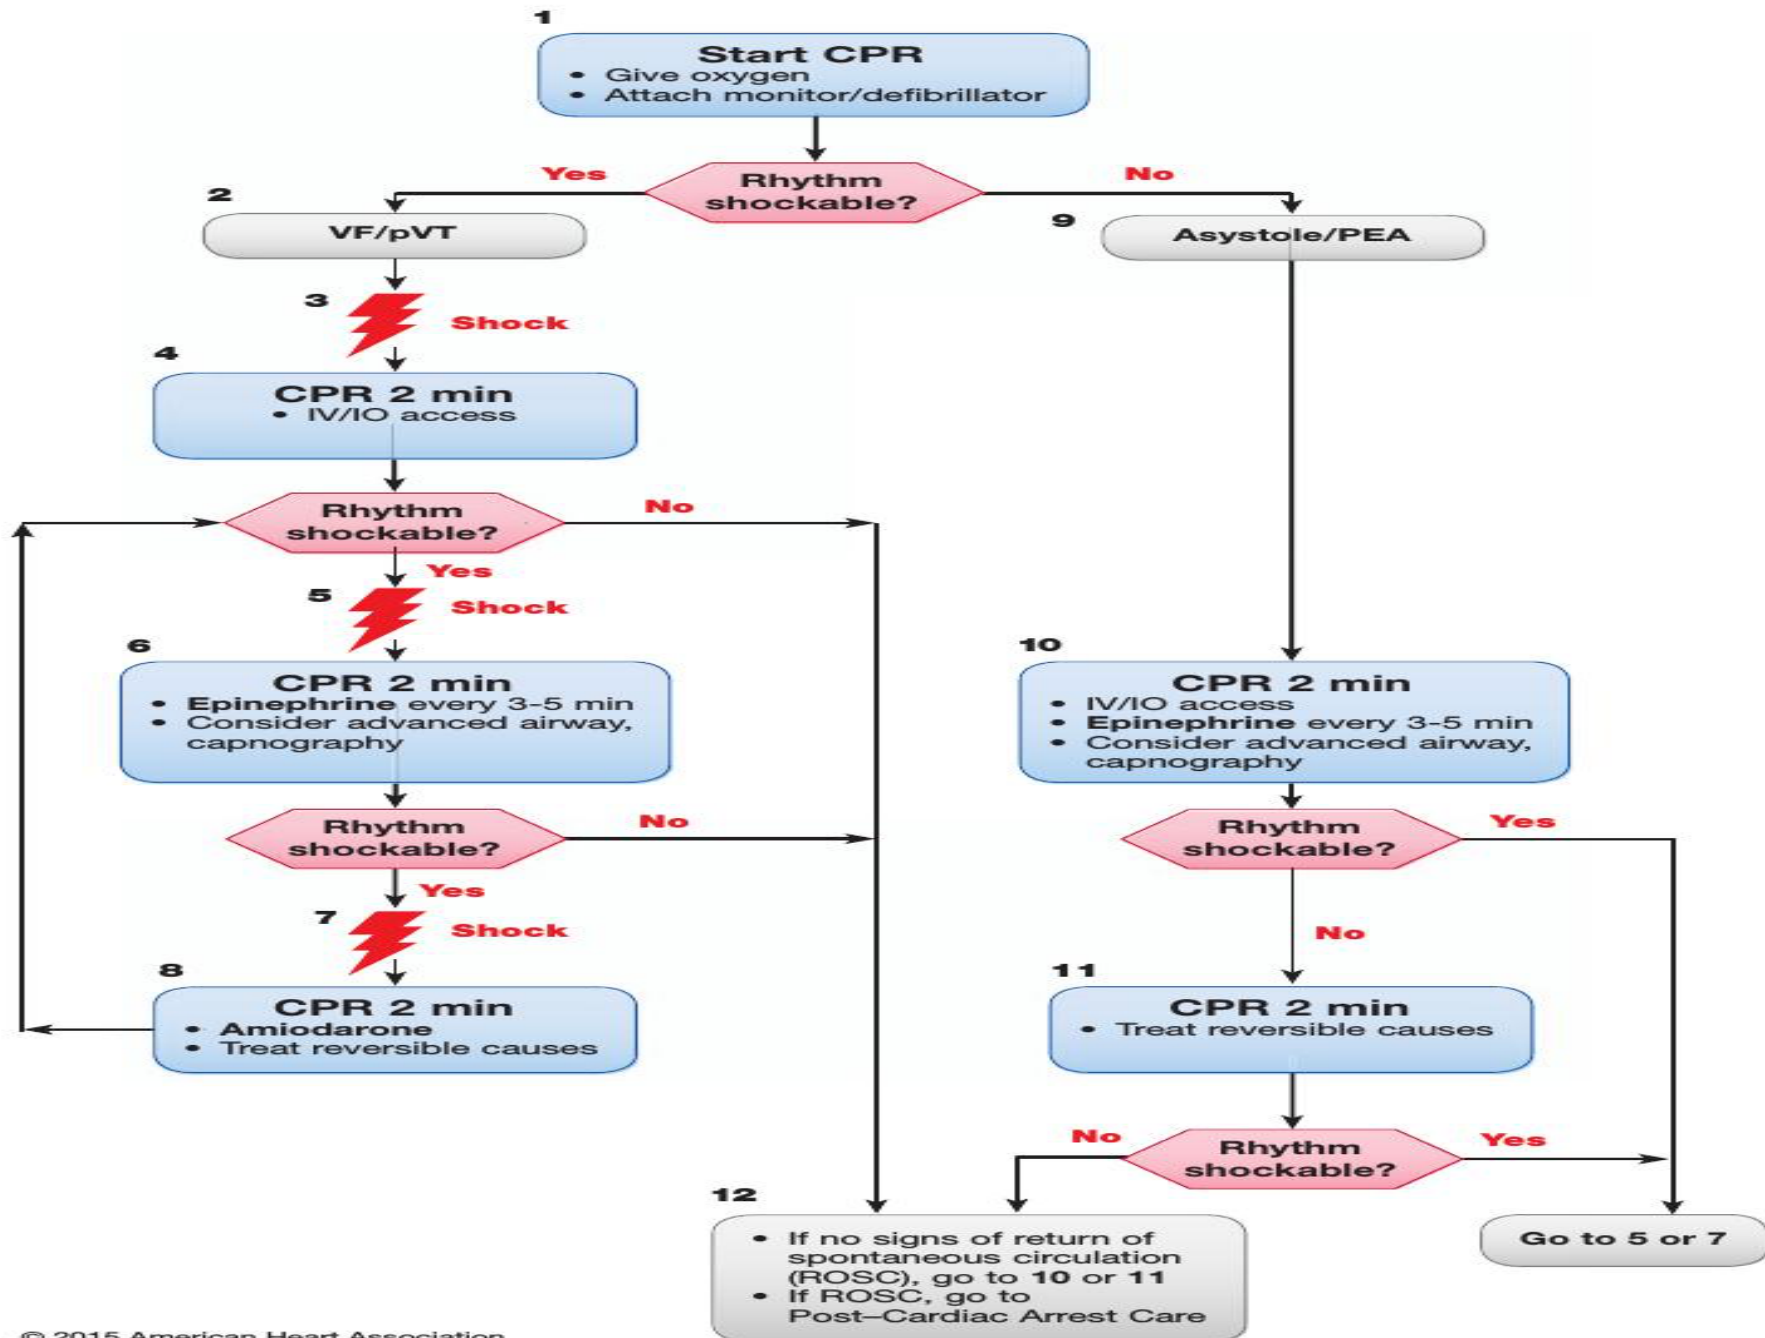 1
Start CPR
• Give oxygen
• Attach monitor/defibrillator
Rhythm
shockable?
Yes
No
2
VF/pVT
9
Asystole/PEA
3
Shock
4
CPR 2 min
• IV/IO access
Rhythm
shockable?
No
Yes
5
Shock
6
CPR 2 min
• Epinephrine every 3-5 min
• Consider advanced airway,
capnography
Rhythm
shockable?
No
Yes
7
Shock
8
CPR 2 min
• Amiodarone
• Treat reversible causes
10
CPR 2 min
• IV/IO access
• Epinephrine every 3-5 min
• Consider advanced airway,
capnography
Rhythm
shockable?
Yes
No
11
CPR 2 min
• Treat reversible causes
Rhythm
shockable?
No
Yes
12
• If no signs of return of
spontaneous circulation
(ROSC), go to 10 or 11
• If ROSC, go to
Post–Cardiac Arrest Care
Go to 5 or 7
© 2015 American Heart Association